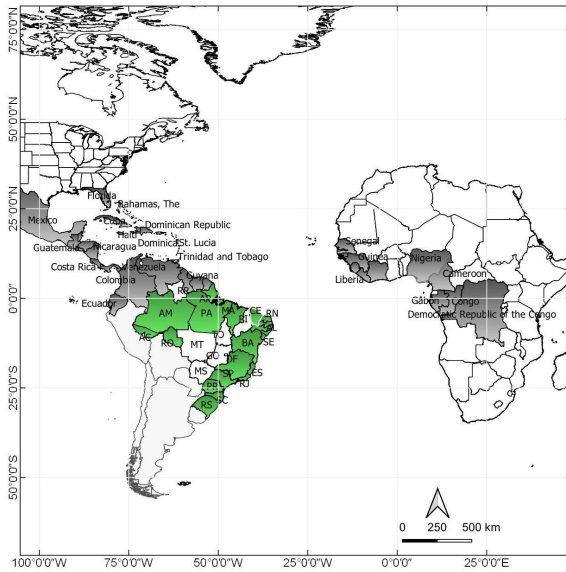 75°0'0"N
50°0'0"N
25°0'0"N
0°0'0"
25°0'0"S
50°0'0"S
Florida
Bahamas, The
Mexico
Cuba
Dominican Republic
Haiti
Guatemala
Nicaragua
Dominica
St. Lucia
Trinidad and Tobago
Costa Rica
Venezuela
Guyana
Colombia
Ecuador
Senegal
Guinea
Nigeria
Liberia
Cameroon
Gabon
Congo
Democratic Republic of the Congo
RR
AP
AM
PA
MA
CE
RN
PI
AL
SE
AC
RO
TO
MT
BA
GO
DF
MS
SP
ES
RJ
PR
SC
RS
0 250 500 km
100°0'0"W 75°0'0"W 50°0'0"W 25°0'0"W 0°0'0" 25°0'0"E